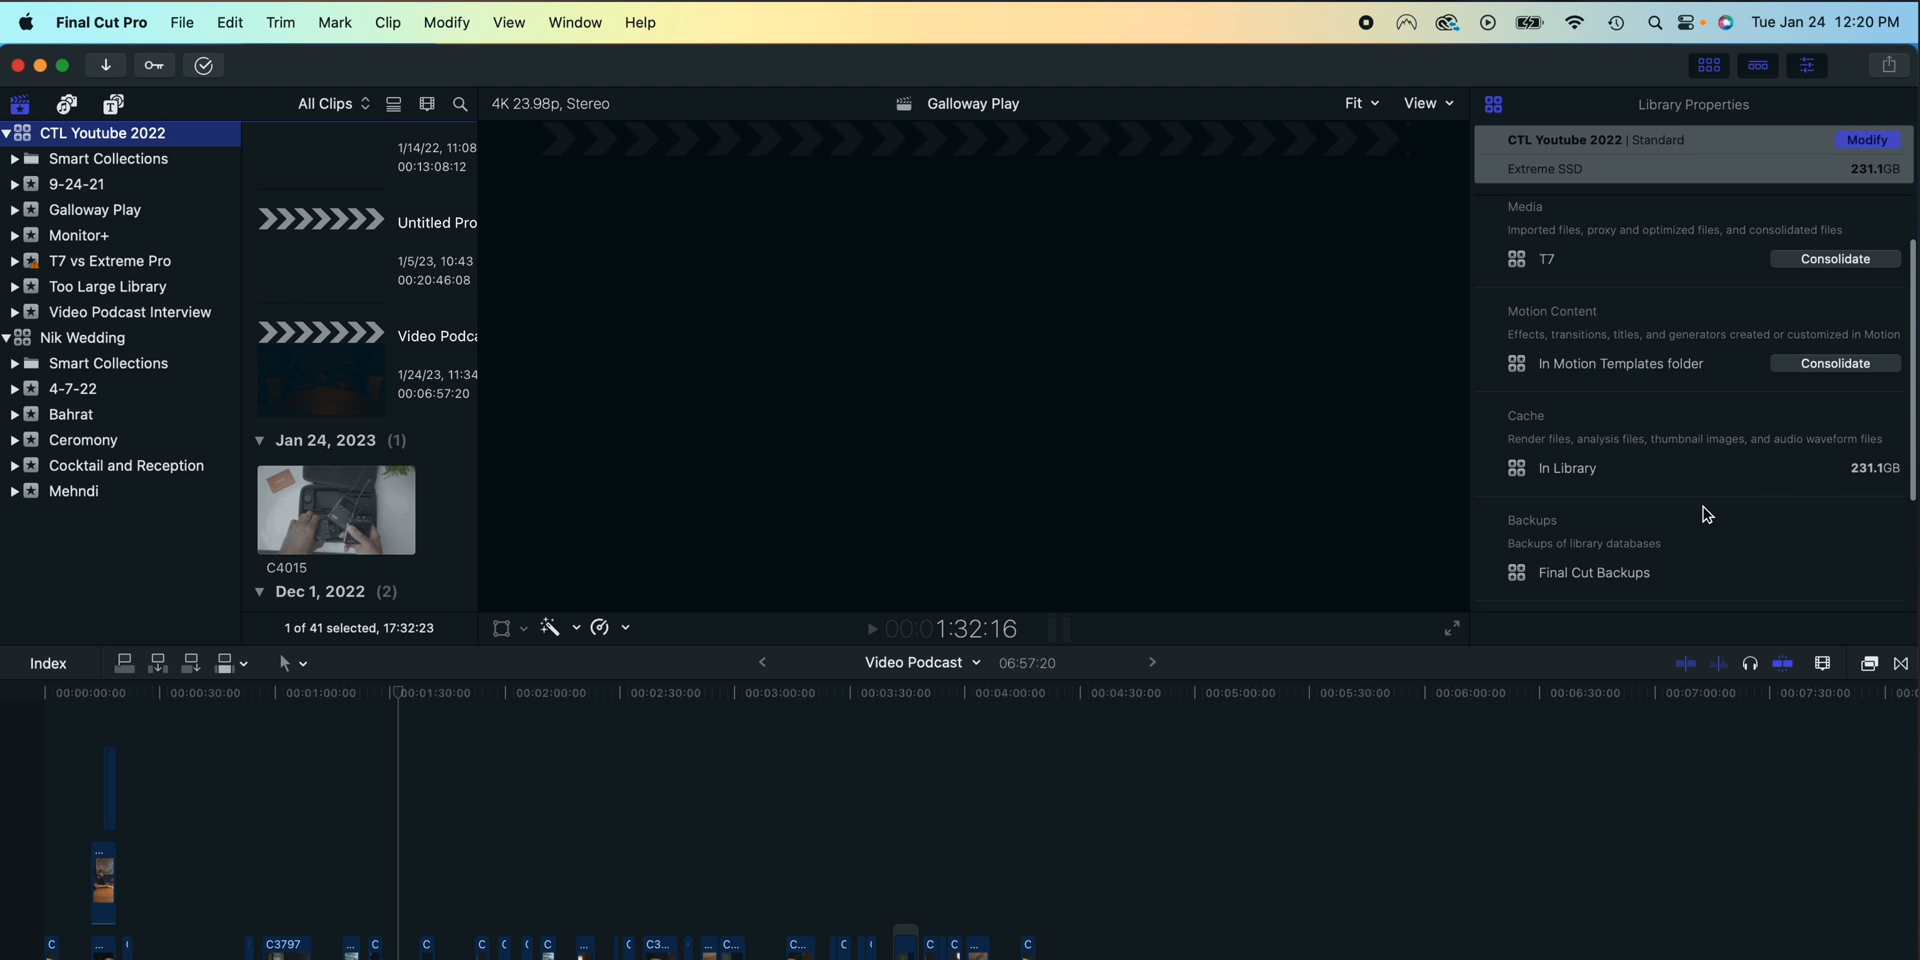 Final Cut Pro File Edit Trim Mark Clip Modify View Window Help Tue Jan 24 12:20 PM
All Clips 4K 23.98p, Stereo Galloway Play Fit View Library Properties
CTL Youtube 2022
Smart Collections
9-24-21
Galloway Play
Monitor+
T7 vs Extreme Pro
Too Large Library
Video Podcast Interview
Nik Wedding
Smart Collections
4-7-22
Bahrat
Ceromony
Cocktail and Reception
Mehndi
1/14/22, 11:08
00:13:08:12
Untitled Pro
1/5/23, 10:43
00:20:46:08
Video Podca
1/24/23, 11:34
00:06:57:20
Jan 24, 2023 (1)
C4015
Dec 1, 2022 (2)
1 of 41 selected, 17:32:23
00:01:32:16
CTL Youtube 2022 | Standard Modify
Extreme SSD 231.1GB
Media
Imported files, proxy and optimized files, and consolidated files
T7 Consolidate
Motion Content
Effects, transitions, titles, and generators created or customized in Motion
In Motion Templates folder Consolidate
Cache
Render files, analysis files, thumbnail images, and audio waveform files
In Library 231.1GB
Backups
Backups of library databases
Final Cut Backups
Index Video Podcast 06:57:20
00:00:00:00 00:00:30:00 00:01:00:00 00:01:30:00 00:02:00:00 00:02:30:00 00:03:00:00 00:03:30:00 00:04:00:00 00:04:30:00 00:05:00:00 00:05:30:00 00:06:00:00 00:06:30:00 00:07:00:00 00:07:30:00 00:0
...
C ... C3797 ... C C C C C ... C3... ... C... C... C C C ... C